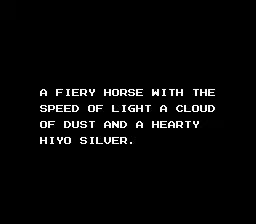 A FIERY HORSE WITH THE
SPEED OF LIGHT A CLOUD
OF DUST AND A HEARTY
HIYO SILVER.